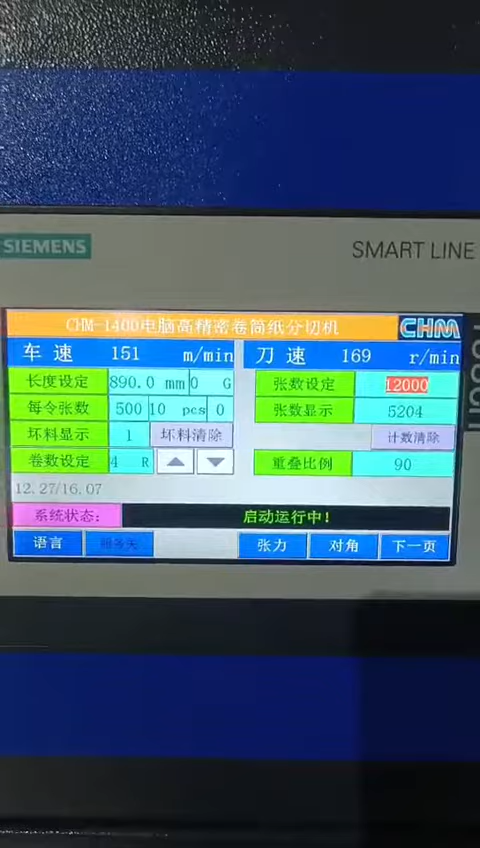 SIEMENS
SMART LINE
CHM-1400电脑高精密卷筒纸分切机 CHM
车速 151 m/min 刀速 169 r/min
长度设定 890.0 mm 0 G 张数设定 12000
每令张数 500 10 pcs 0 张数显示 5204
坏料显示 1 坏料清除 计数清除
卷数设定 4 R 重叠比例 90
12.27/16.07
系统状态: 启动运行中!
语言 张力 对角 下一页